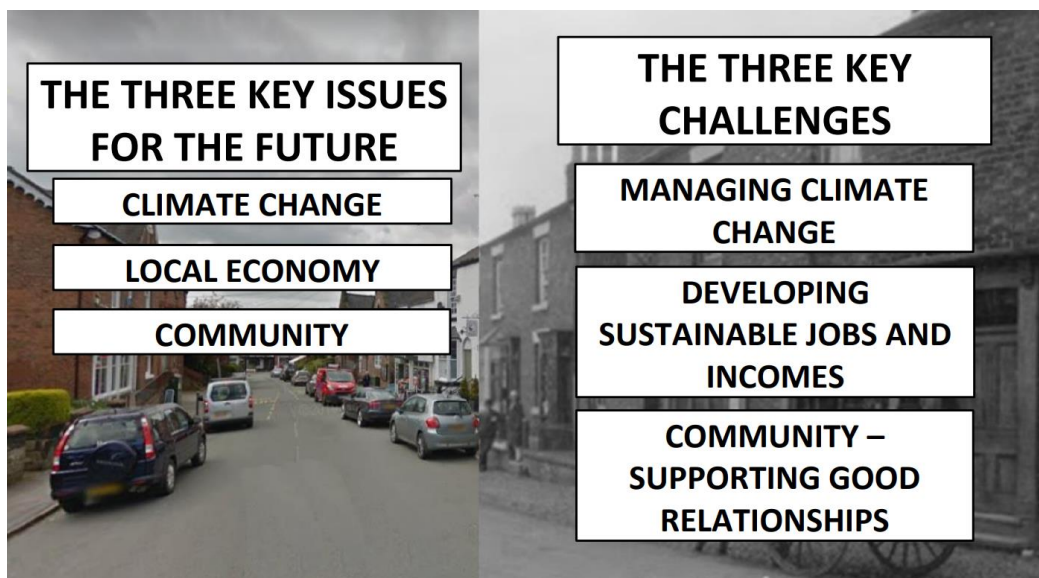 THE THREE KEY ISSUES
FOR THE FUTURE
CLIMATE CHANGE
LOCAL ECONOMY
COMMUNITY
THE THREE KEY
CHALLENGES
MANAGING CLIMATE
CHANGE
DEVELOPING
SUSTAINABLE JOBS AND
INCOMES
COMMUNITY –
SUPPORTING GOOD
RELATIONSHIPS